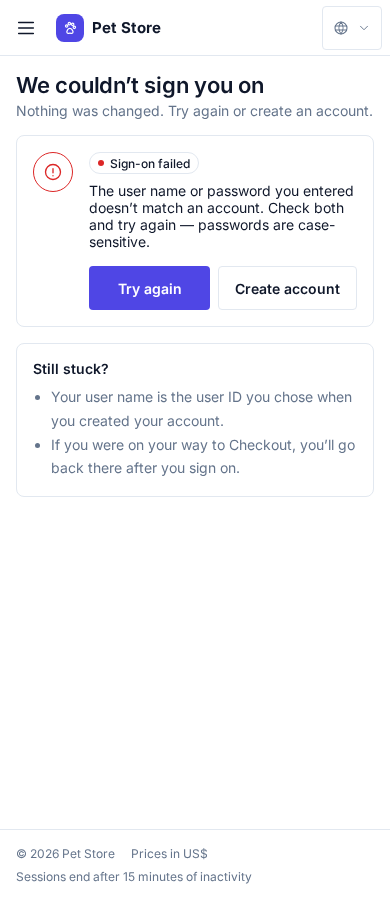 Pet Store
We couldn’t sign you on
Nothing was changed. Try again or create an account.
Sign-on failed
The user name or password you entered
doesn’t match an account. Check both
and try again — passwords are case-
sensitive.
Try again
Create account
Still stuck?
Your user name is the user ID you chose when
you created your account.
If you were on your way to Checkout, you’ll go
back there after you sign on.
© 2026 Pet Store Prices in US$
Sessions end after 15 minutes of inactivity